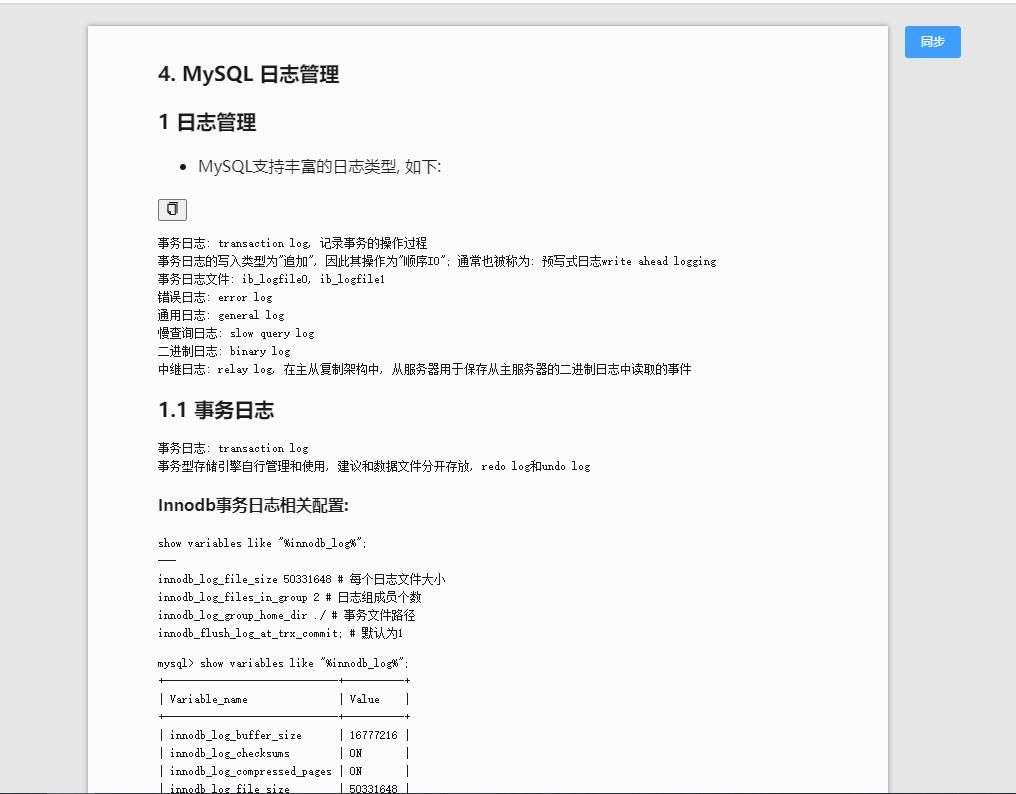 同步
4. MySQL 日志管理
1 日志管理
• MySQL支持丰富的日志类型, 如下:
事务日志: transaction log, 记录事务的操作过程
事务日志的写入类型为"追加", 因此其操作为"顺序IO"; 通常也被称为: 预写式日志write ahead logging
事务日志文件: ib_logfile0, ib_logfile1
错误日志: error log
通用日志: general log
慢查询日志: slow query log
二进制日志: binary log
中继日志: relay log, 在主从复制架构中, 从服务器用于保存从主服务器的二进制日志中读取的事件
1.1 事务日志
事务日志: transaction log
事务型存储引擎自行管理和使用, 建议和数据文件分开存放, redo log和undo log
Innodb事务日志相关配置:
show variables like "%innodb_log%";
---
innodb_log_file_size 50331648 # 每个日志文件大小
innodb_log_files_in_group 2 # 日志组成员个数
innodb_log_group_home_dir ./ # 事务文件路径
innodb_flush_log_at_trx_commit; # 默认为1
mysql> show variables like "%innodb_log%";
+-----------------------------+----------+
| Variable_name | Value |
+-----------------------------+----------+
| innodb_log_buffer_size | 16777216 |
| innodb_log_checksums | ON |
| innodb_log_compressed_pages | ON |
| innodb_log_file_size | 50331648 |